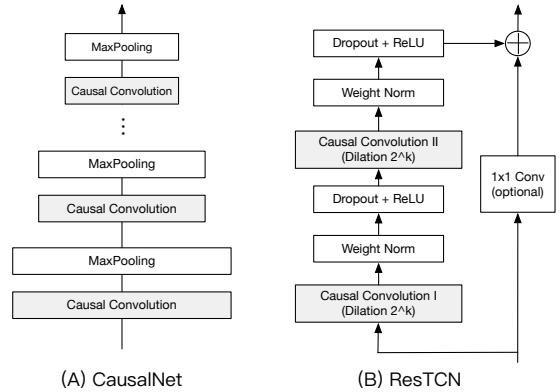 MaxPooling
Causal Convolution
⋮
MaxPooling
Causal Convolution
MaxPooling
Causal Convolution
(A) CausalNet
Dropout + ReLU
Weight Norm
Causal Convolution II
(Dilation 2^k)
Dropout + ReLU
Weight Norm
Causal Convolution I
(Dilation 2^k)
1x1 Conv
(optional)
(B) ResTCN